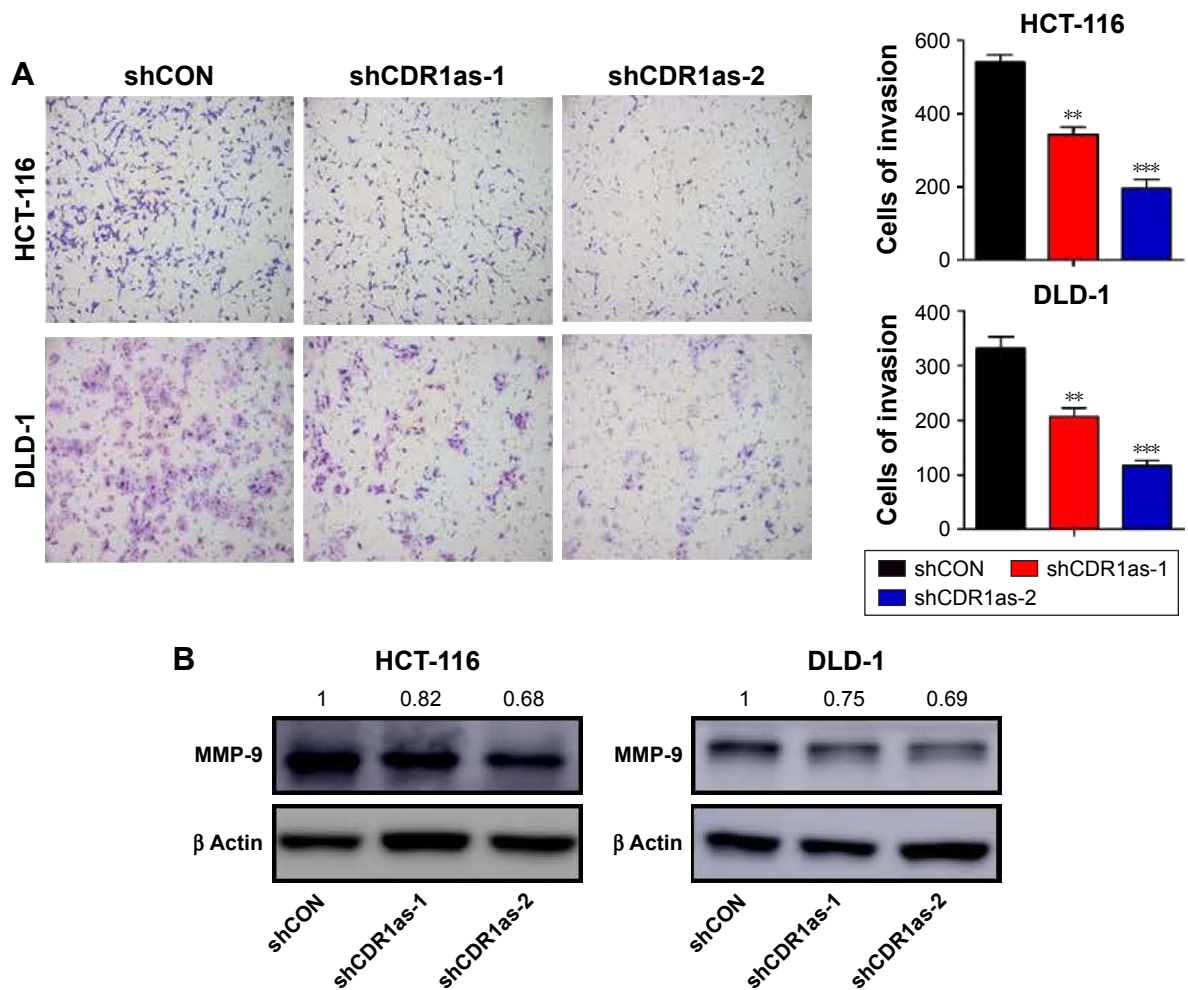 A
shCON shCDR1as-1 shCDR1as-2
HCT-116
DLD-1
HCT-116
Cells of invasion
600
400
200
0
**
***
DLD-1
Cells of invasion
400
300
200
100
0
**
***
shCON shCDR1as-1
shCDR1as-2
B
HCT-116
1 0.82 0.68
MMP-9
β Actin
shCON shCDR1as-1 shCDR1as-2
DLD-1
1 0.75 0.69
MMP-9
β Actin
shCON shCDR1as-1 shCDR1as-2